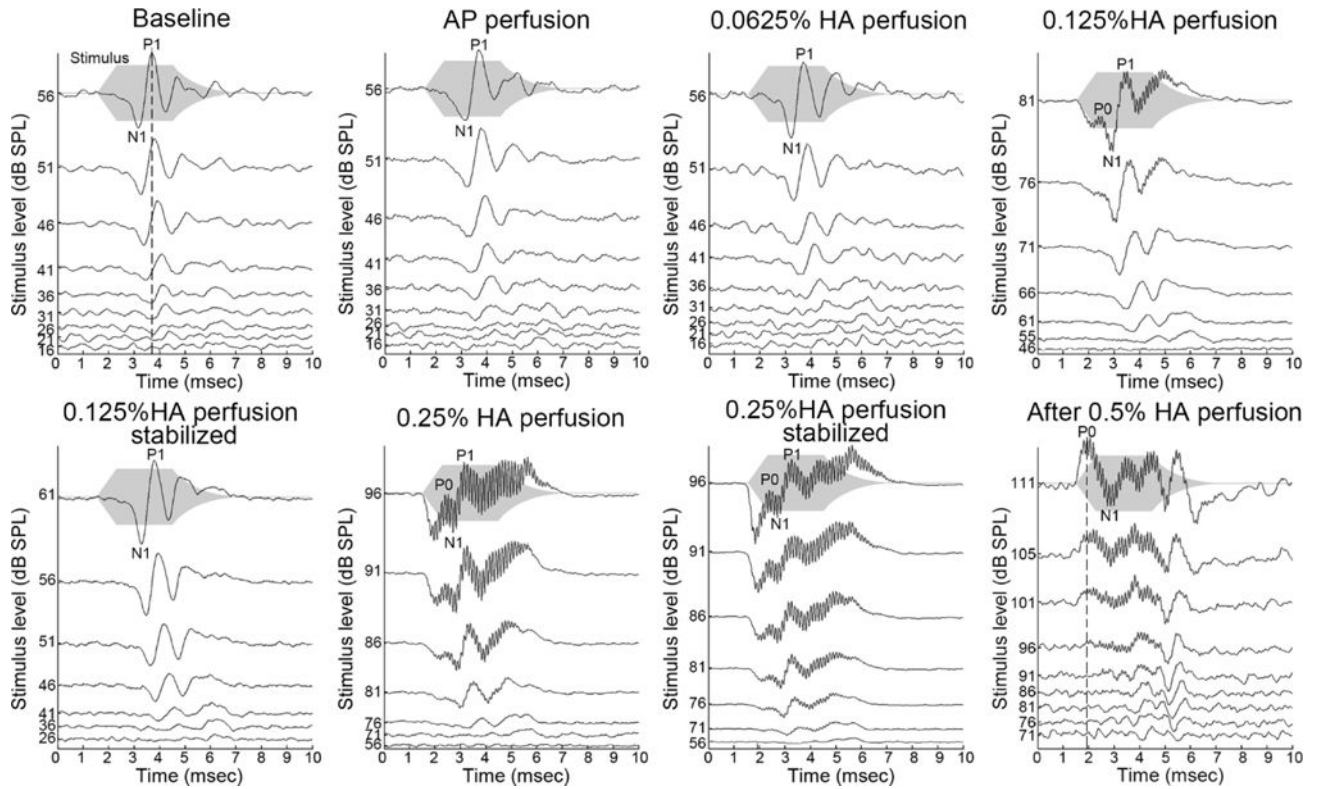 Baseline
P1
Stimulus
N1
Stimulus level (dB SPL)
56
51
46
41
36
31
26
21
16
0 1 2 3 4 5 6 7 8 9 10
Time (msec)
AP perfusion
P1
N1
Stimulus level (dB SPL)
56
51
46
41
36
31
26
21
16
0 1 2 3 4 5 6 7 8 9 10
Time (msec)
0.0625% HA perfusion
P1
N1
Stimulus level (dB SPL)
56
51
46
41
36
31
26
21
16
0 1 2 3 4 5 6 7 8 9 10
Time (msec)
0.125%HA perfusion
P1
P0
N1
Stimulus level (dB SPL)
81
76
71
66
61
55
46
0 1 2 3 4 5 6 7 8 9 10
Time (msec)
0.125%HA perfusion
stabilized
P1
N1
Stimulus level (dB SPL)
61
56
51
46
41
36
26
0 1 2 3 4 5 6 7 8 9 10
Time (msec)
0.25% HA perfusion
P1
P0
N1
Stimulus level (dB SPL)
96
91
86
81
76
71
56
0 1 2 3 4 5 6 7 8 9 10
Time (msec)
0.25%HA perfusion
stabilized
P1
P0
N1
Stimulus level (dB SPL)
96
91
86
81
76
71
56
0 1 2 3 4 5 6 7 8 9 10
Time (msec)
After 0.5% HA perfusion
P0
N1
Stimulus level (dB SPL)
111
105
101
96
91
86
81
76
71
0 1 2 3 4 5 6 7 8 9 10
Time (msec)